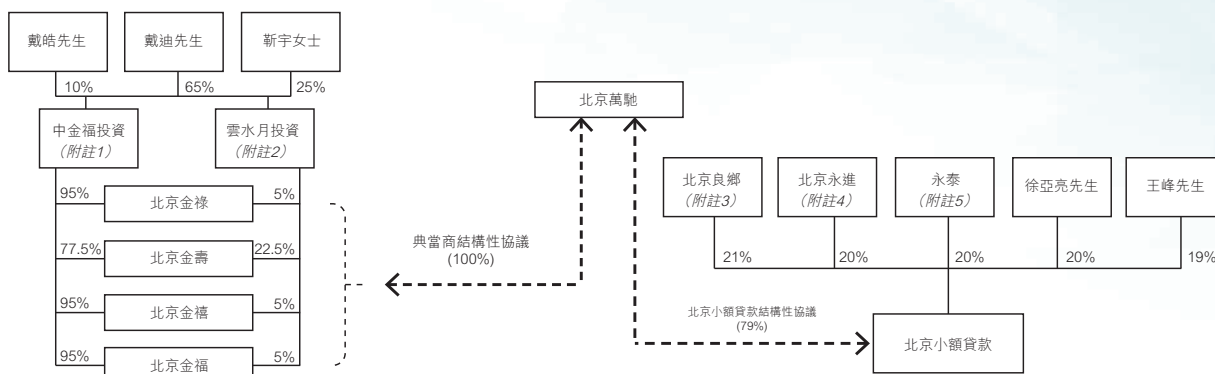 戴皓先生
戴迪先生
靳宇女士
10%
65%
25%
中金福投資
（附註1）
雲水月投資
（附註2）
95%
北京金祿
5%
77.5%
北京金壽
22.5%
95%
北京金禧
5%
95%
北京金福
5%
典當商結構性協議
(100%)
北京萬馳
北京小額貸款結構性協議
(79%)
北京良鄉
（附註3）
北京永進
（附註4）
永泰
（附註5）
徐亞亮先生
王峰先生
21%
20%
20%
20%
19%
北京小額貸款